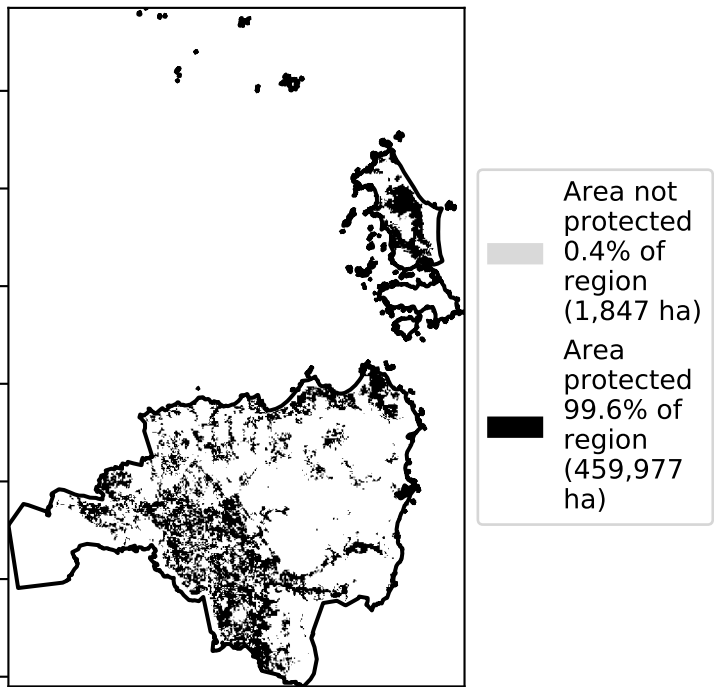 Area not
protected
0.4% of
region
(1,847 ha)
Area
protected
99.6% of
region
(459,977
ha)